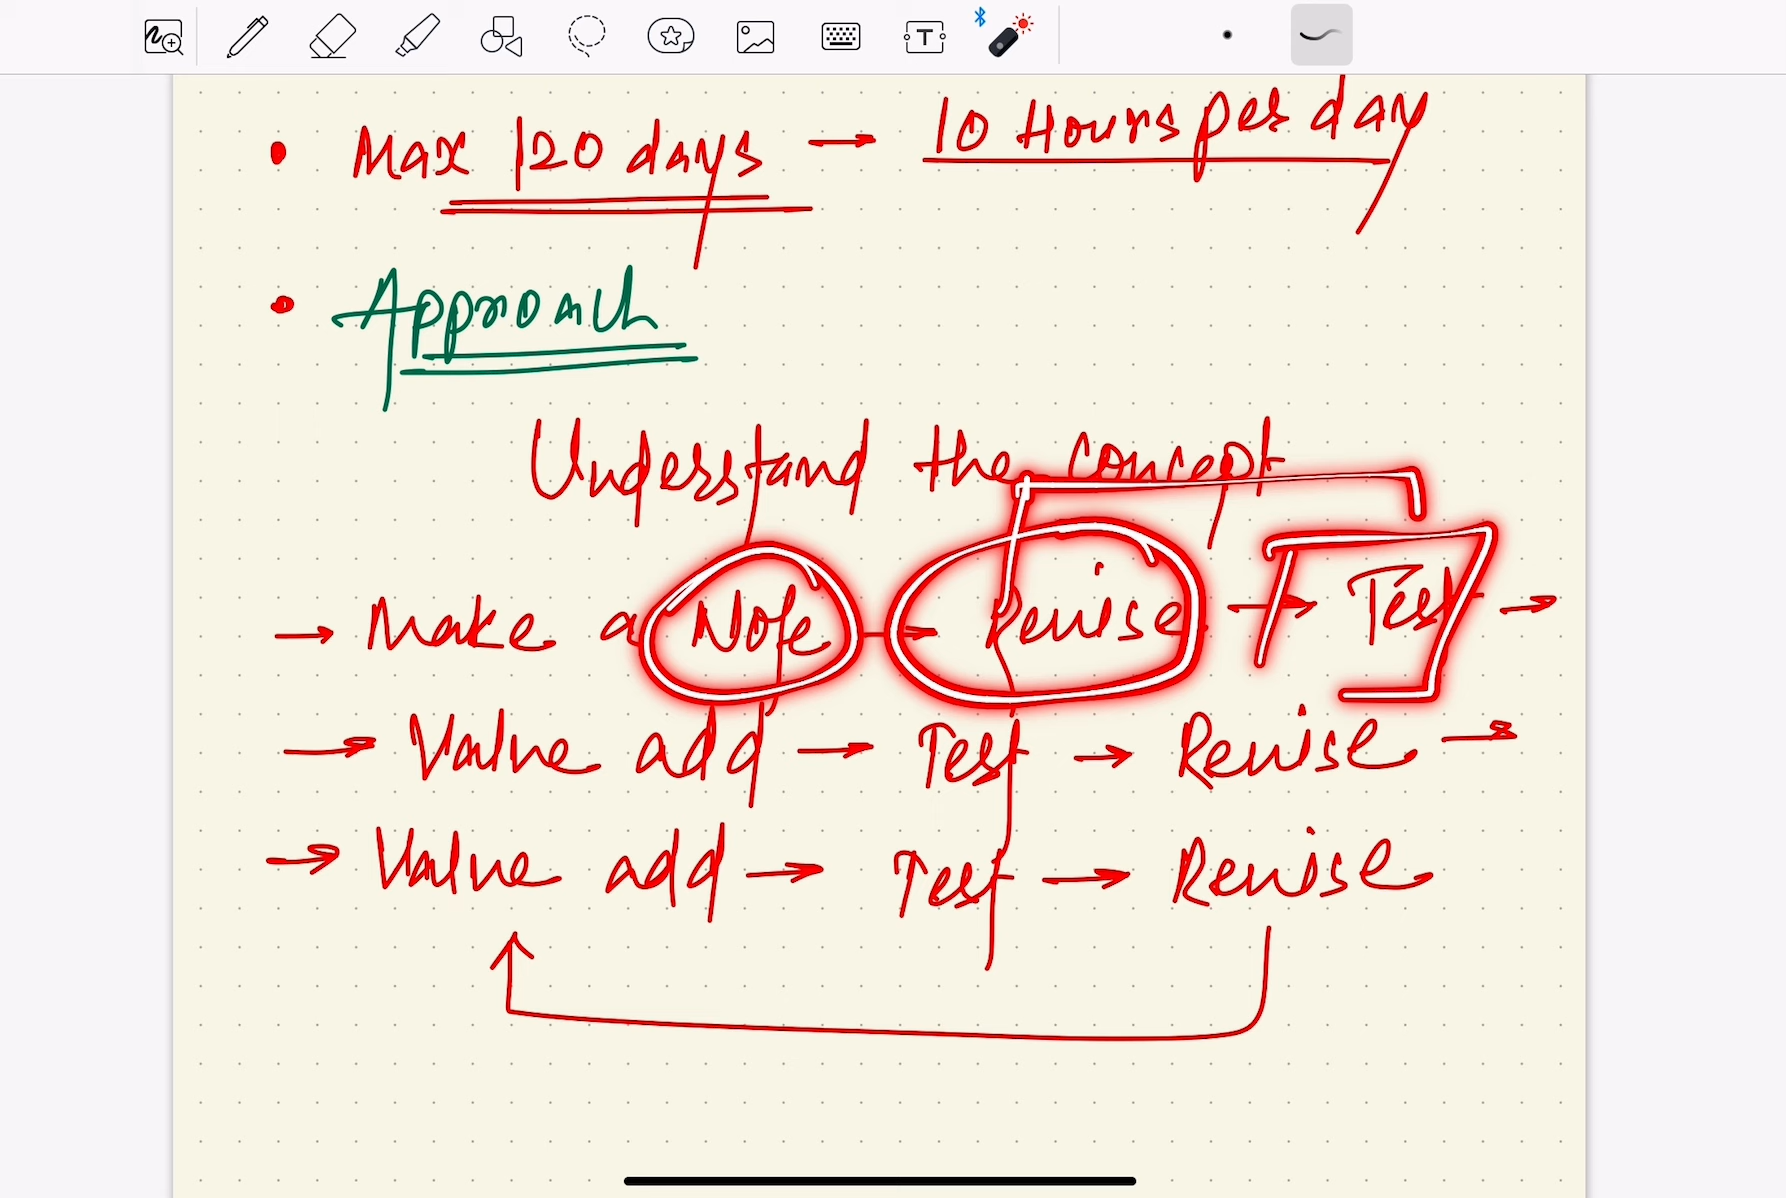 • Max 120 days → 10 Hours per day
• Approach
Understand the concept
→ Make a Note → Revise → Test →
→ Value add → Test → Revise →
→ Value add → Test → Revise